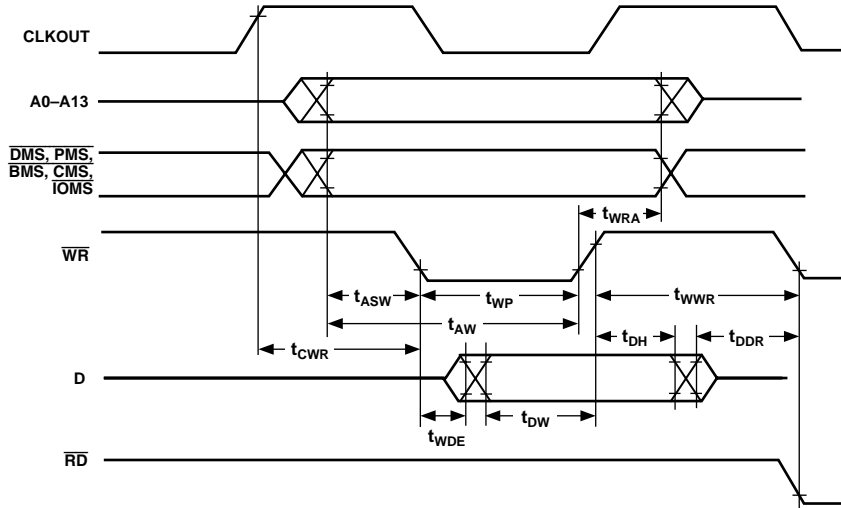 CLKOUT
A0–A13
DMS, PMS,
BMS, CMS,
IOMS
tWRA
WR
tASW
tWP
tWWR
tAW
tDH
tDDR
tCWR
D
tWDE
tDW
RD